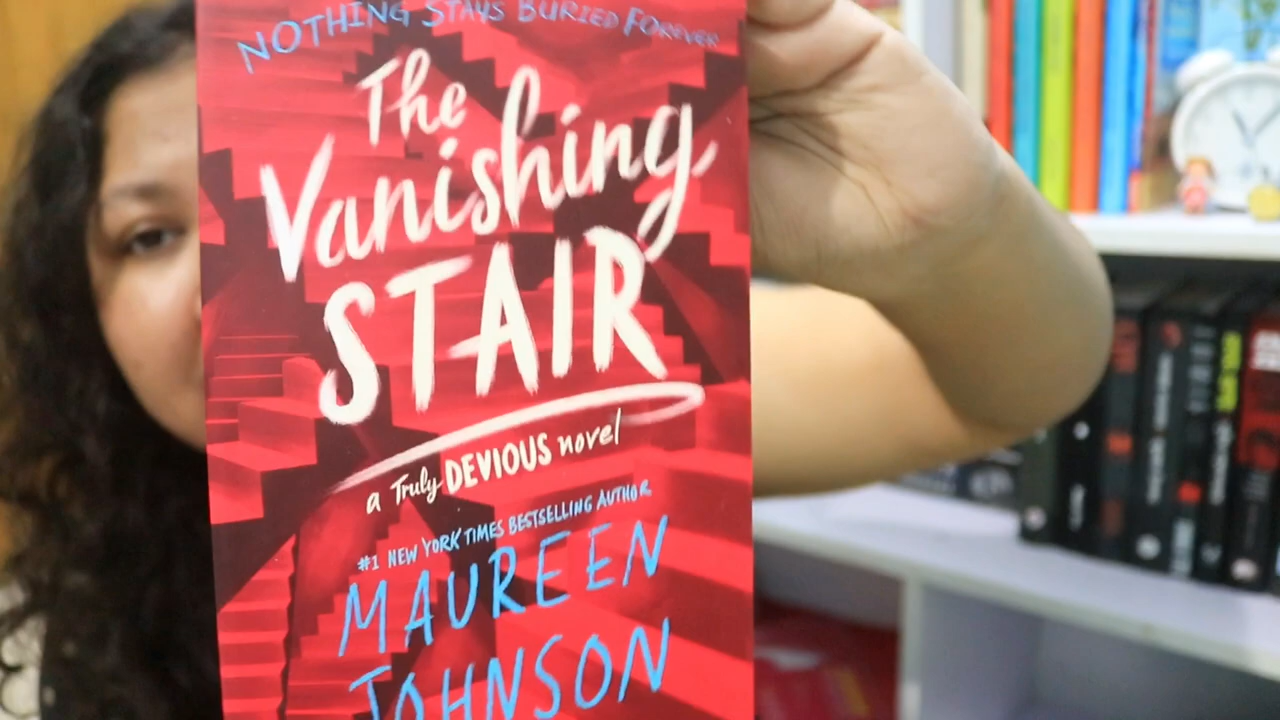 NOTHING STAYS BURIED FOREVER
The
Vanishing
STAIR
a Truly DEVIOUS novel
#1 NEW YORK TIMES BESTSELLING AUTHOR
MAUREEN
JOHNSON